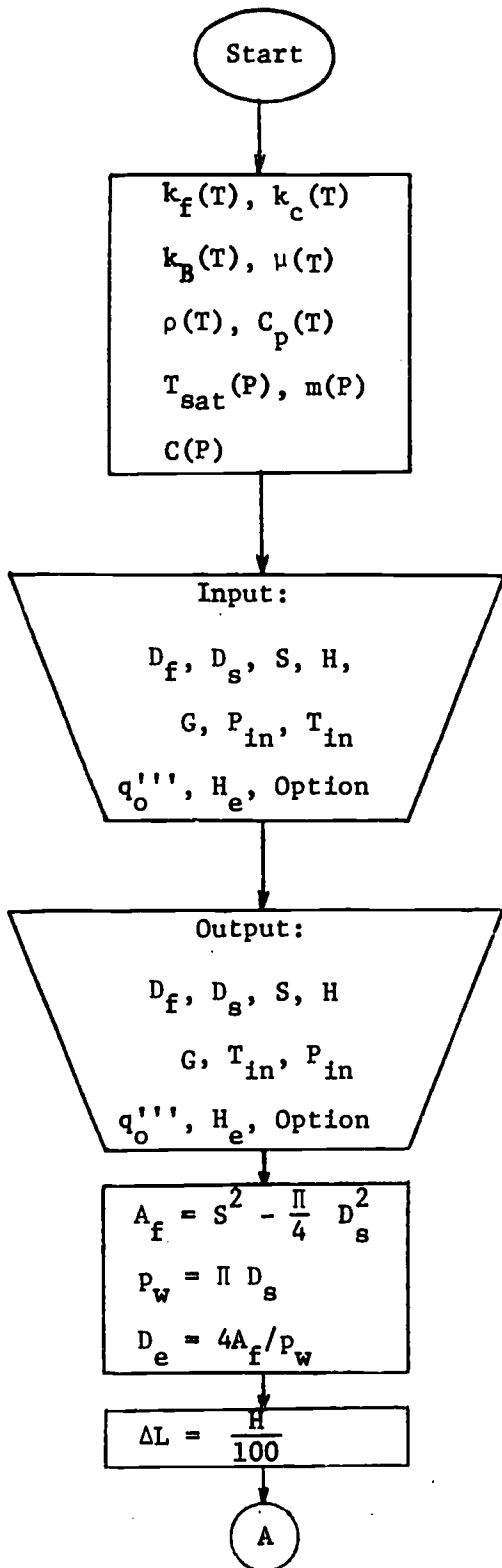 Start
k_f(T), k_c(T)
k_B(T), μ(T)
ρ(T), C_p(T)
T_sat(P), m(P)
C(P)
Input:
D_f, D_s, S, H,
G, P_in, T_in
q_o''', H_e, Option
Output:
D_f, D_s, S, H
G, T_in, P_in
q_o''', H_e, Option
A_f = S^2 - Π/4 D_s^2
p_w = Π D_s
D_e = 4A_f/p_w
ΔL = H/100
A